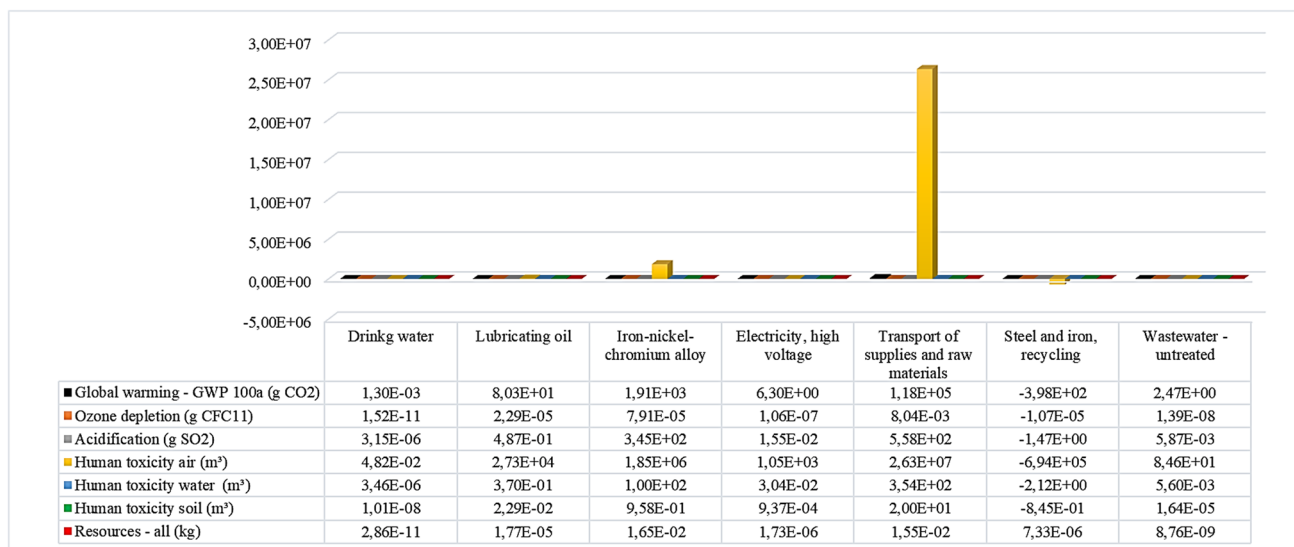 3,00E+07
2,50E+07
2,00E+07
1,50E+07
1,00E+07
5,00E+06
0,00E+00
-5,00E+06
Drinkg water Lubricating oil Iron-nickel-chromium alloy Electricity, high voltage Transport of supplies and raw materials Steel and iron, recycling Wastewater - untreated
Global warming - GWP 100a (g CO2) 1,30E-03 8,03E+01 1,91E+03 6,30E+00 1,18E+05 -3,98E+02 2,47E+00
Ozone depletion (g CFC11) 1,52E-11 2,29E-05 7,91E-05 1,06E-07 8,04E-03 -1,07E-05 1,39E-08
Acidification (g SO2) 3,15E-06 4,87E-01 3,45E+02 1,55E-02 5,58E+02 -1,47E+00 5,87E-03
Human toxicity air (m³) 4,82E-02 2,73E+04 1,85E+06 1,05E+03 2,63E+07 -6,94E+05 8,46E+01
Human toxicity water (m³) 3,46E-06 3,70E-01 1,00E+02 3,04E-02 3,54E+02 -2,12E+00 5,60E-03
Human toxicity soil (m³) 1,01E-08 2,29E-02 9,58E-01 9,37E-04 2,00E+01 -8,45E-01 1,64E-05
Resources - all (kg) 2,86E-11 1,77E-05 1,65E-02 1,73E-06 1,55E-02 7,33E-06 8,76E-09